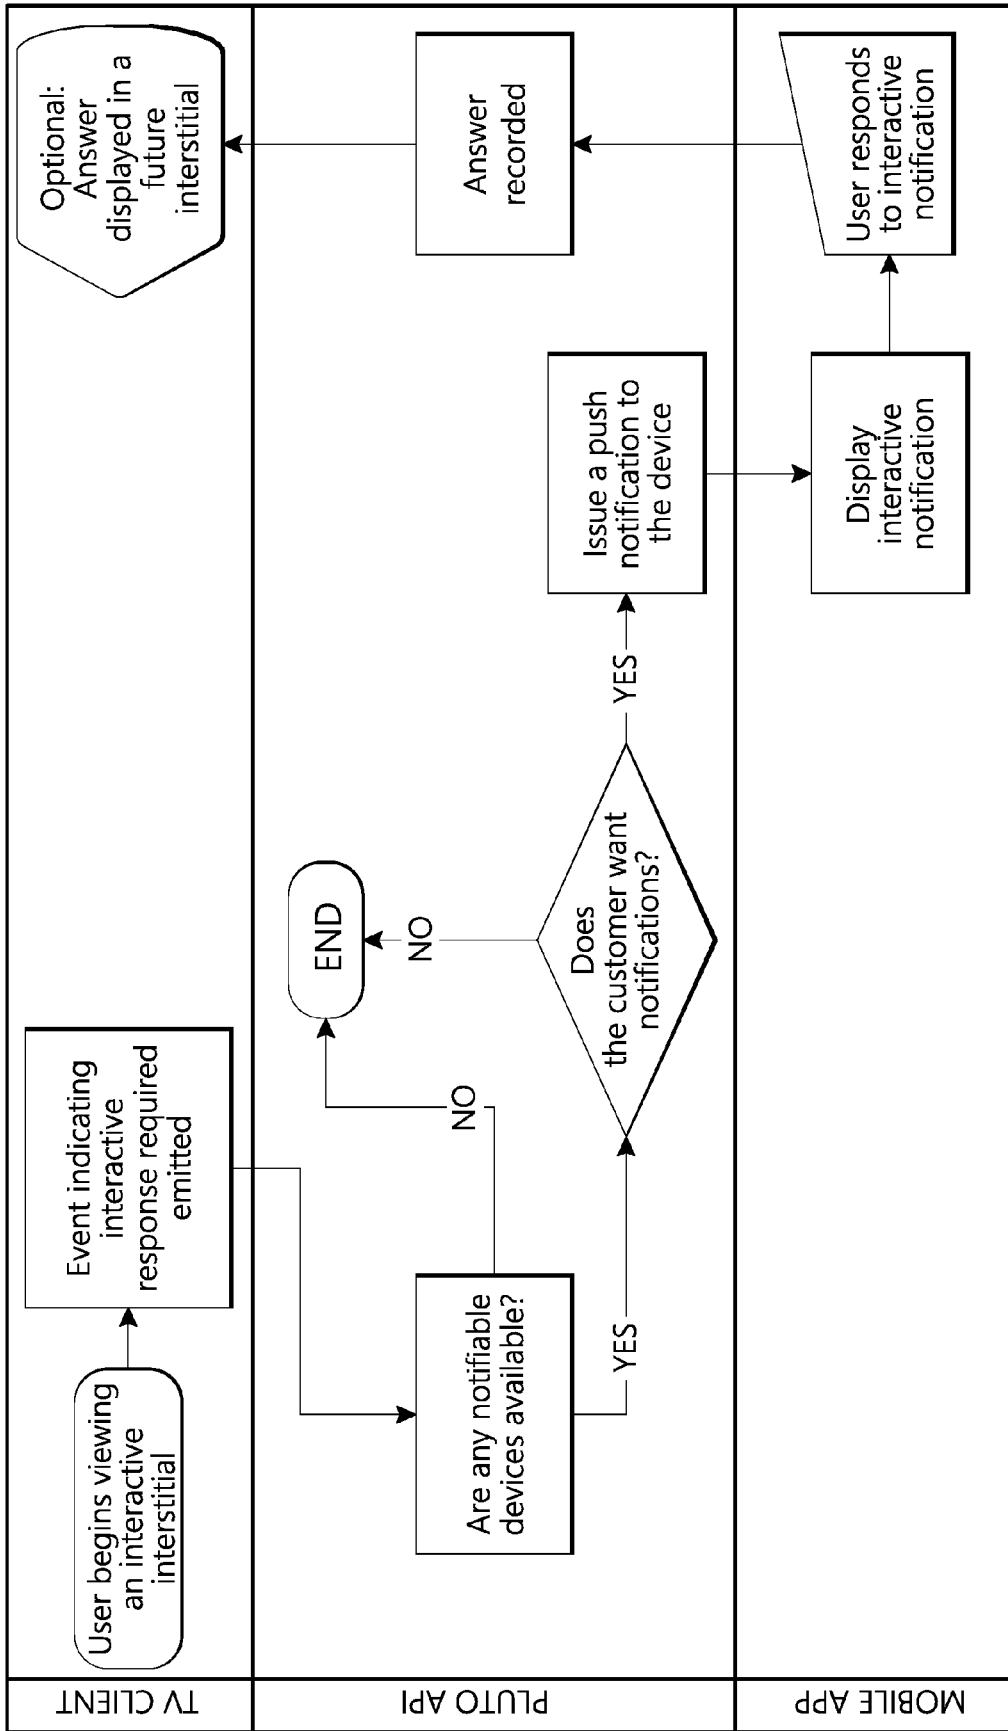 TV CLIENT
User begins viewing
an interactive
interstitial
Event indicating
interactive
response required
emitted
Optional:
Answer
displayed in a
future
interstitial
PLUTO API
Are any notifiable
devices available?
NO
YES
END
NO
Does
the customer want
notifications?
YES
Issue a push
notification to
the device
Answer
recorded
MOBILE APP
Display
interactive
notification
User responds
to interactive
notification